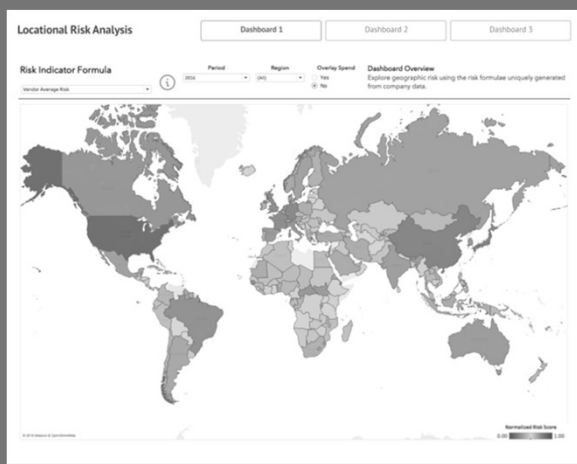 Locational Risk Analysis
Dashboard 1
Dashboard 2
Dashboard 3
Risk Indicator Formula
Vendor Average Risk
Period
2016
Region
(All)
Overlay Spend
Yes
No
Dashboard Overview
Explore geographic risk using the risk formulae uniquely generated
from company data.
Normalized Risk Score
0.00
1.00